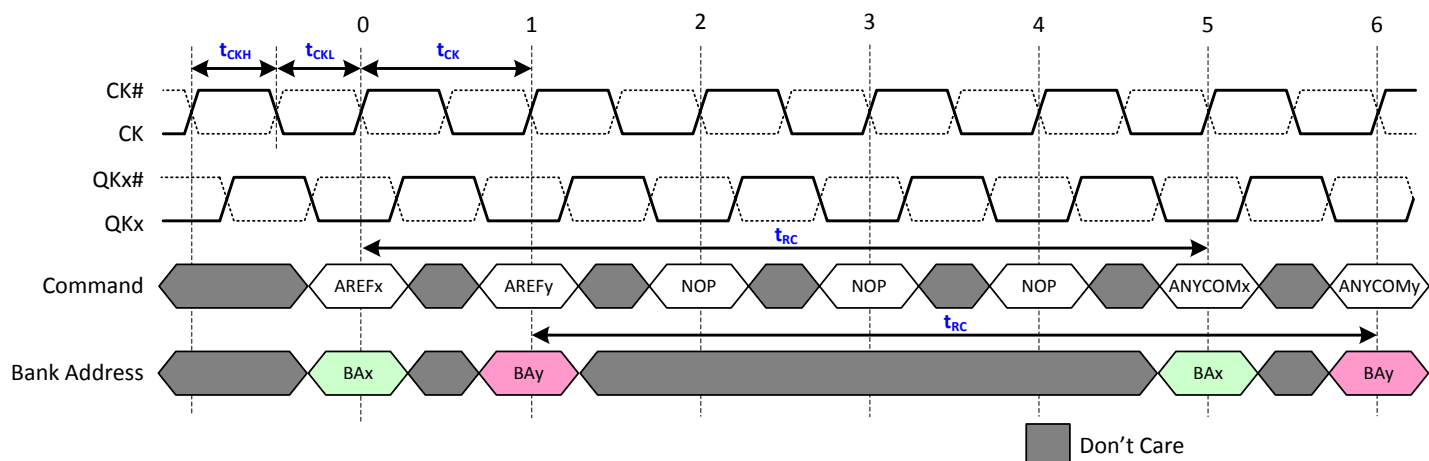 0 1 2 3 4 5 6
tCKH tCKL tCK
CK#
CK
QKx#
QKx
tRC
Command AREFx AREFy NOP NOP NOP ANYCOMx ANYCOMy
tRC
Bank Address BAx BAy BAx BAy
Don't Care